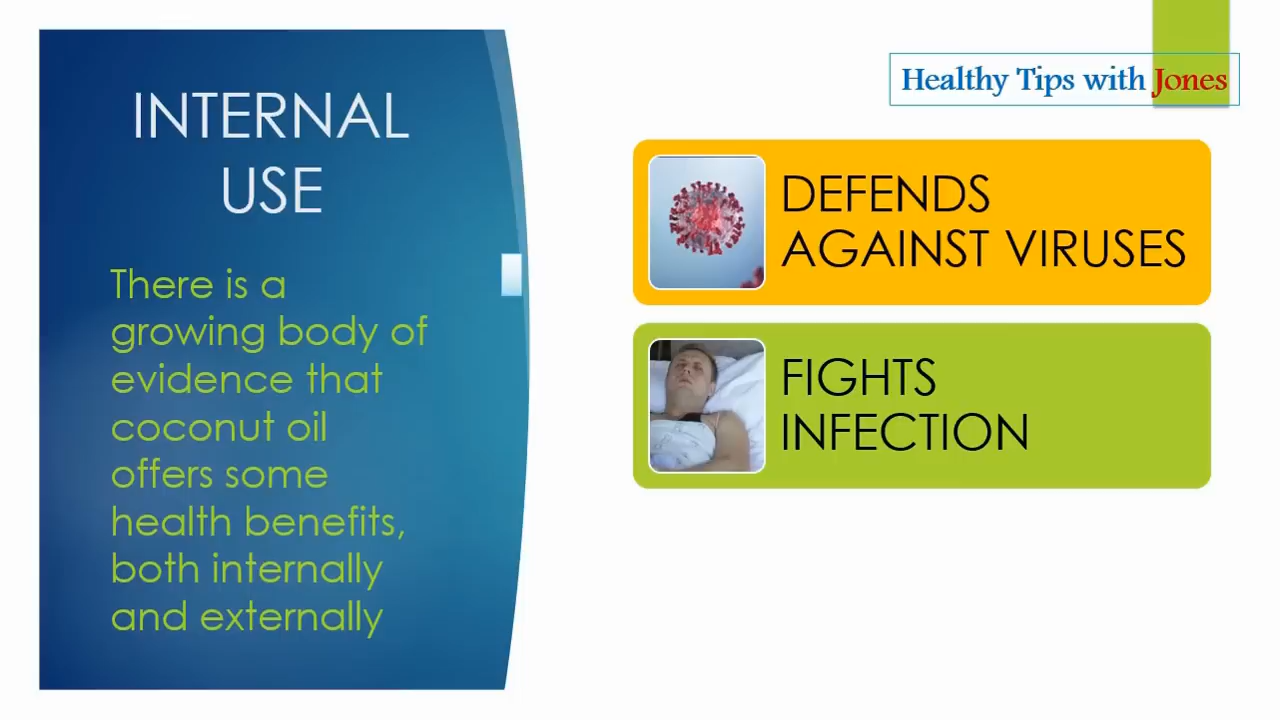 INTERNAL
USE
There is a
growing body of
evidence that
coconut oil
offers some
health benefits,
both internally
and externally
Healthy Tips with Jones
DEFENDS
AGAINST VIRUSES
FIGHTS
INFECTION